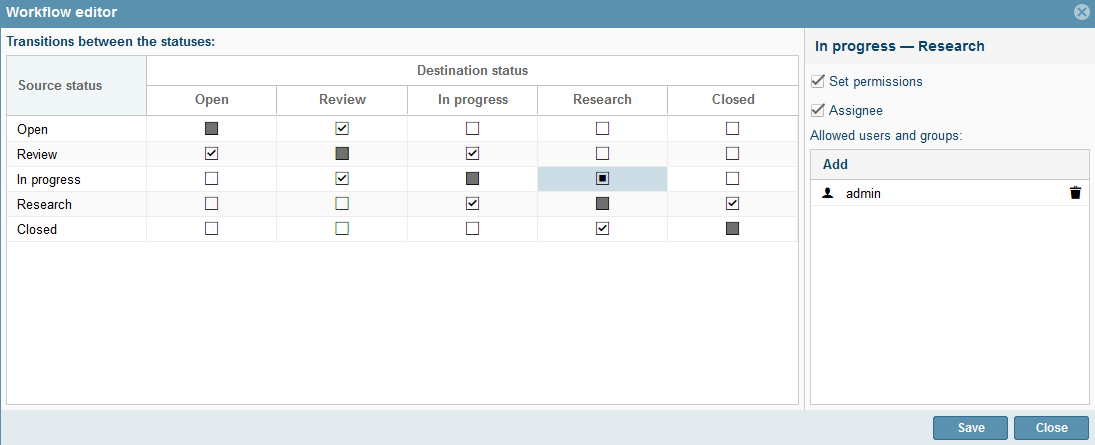 Workflow editor
Transitions between the statuses:
Source status
Destination status
Open Review In progress Research Closed
Open
Review
In progress
Research
Closed
In progress — Research
Set permissions
Assignee
Allowed users and groups:
Add
admin
Save Close